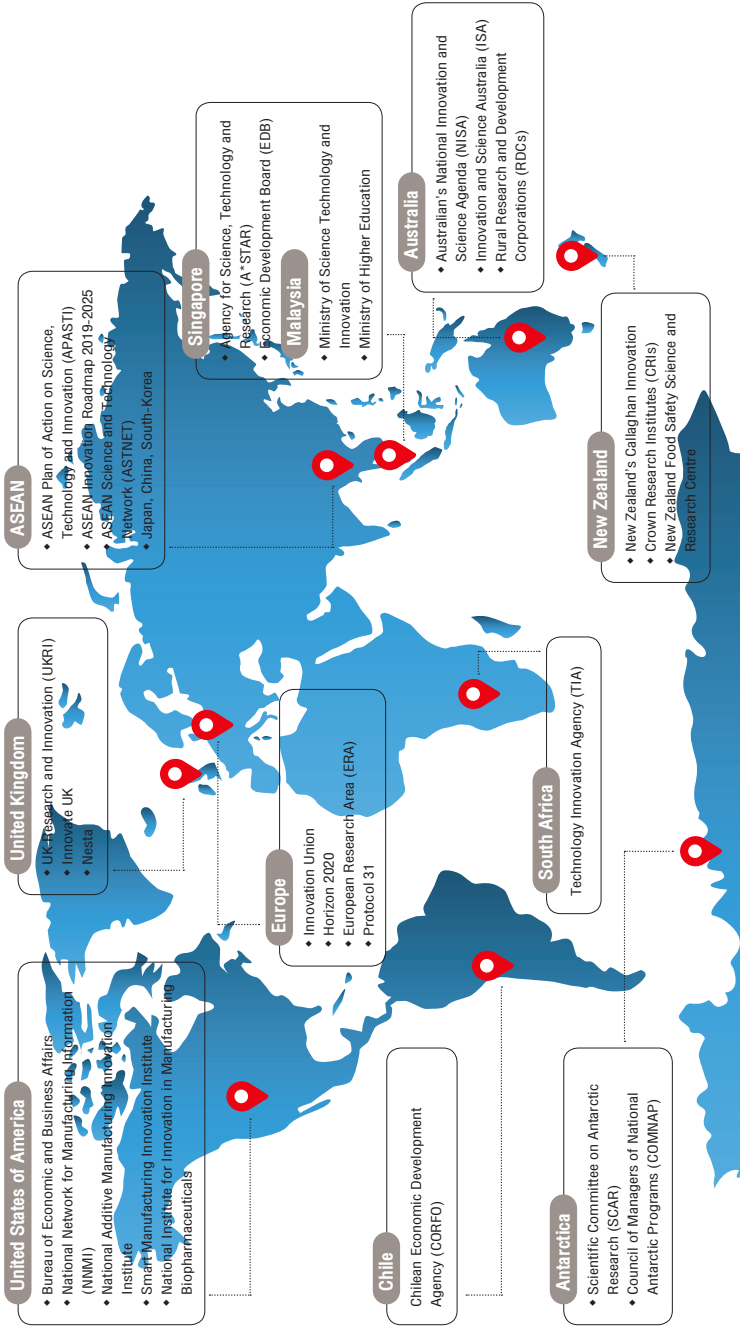 United States of America
Bureau of Economic and Business Affairs
National Network for Manufacturing Information
(NNMI)
National Additive Manufacturing Innovation
Institute
Smart Manufacturing Innovation Institute
National Institute for Innovation in Manufacturing
Biopharmaceuticals
United Kingdom
UK-Research and Innovation (UKRI)
Innovate UK
Nesta
ASEAN
ASEAN Plan of Action on Science,
Technology and Innovation (APASTI)
ASEAN Innovation Roadmap 2019-2025
ASEAN Science and Technology
Network (ASTNET)
Japan, China, South-Korea
Singapore
Agency for Science, Technology and
Research (A*STAR)
Economic Development Board (EDB)
Malaysia
Ministry of Science Technology and
Innovation
Ministry of Higher Education
Europe
Innovation Union
Horizon 2020
European Research Area (ERA)
Protocol 31
Australia
Australian's National Innovation and
Science Agenda (NISA)
Innovation and Science Australia (ISA)
Rural Research and Development
Corporations (RDCs)
Chile
Chilean Economic Development
Agency (CORFO)
South Africa
Technology Innovation Agency (TIA)
New Zealand
New Zealand's Callaghan Innovation
Crown Research Institutes (CRIs)
New Zealand Food Safety Science and
Research Centre
Antarctica
Scientific Committee on Antarctic
Research (SCAR)
Council of Managers of National
Antarctic Programs (COMNAP)